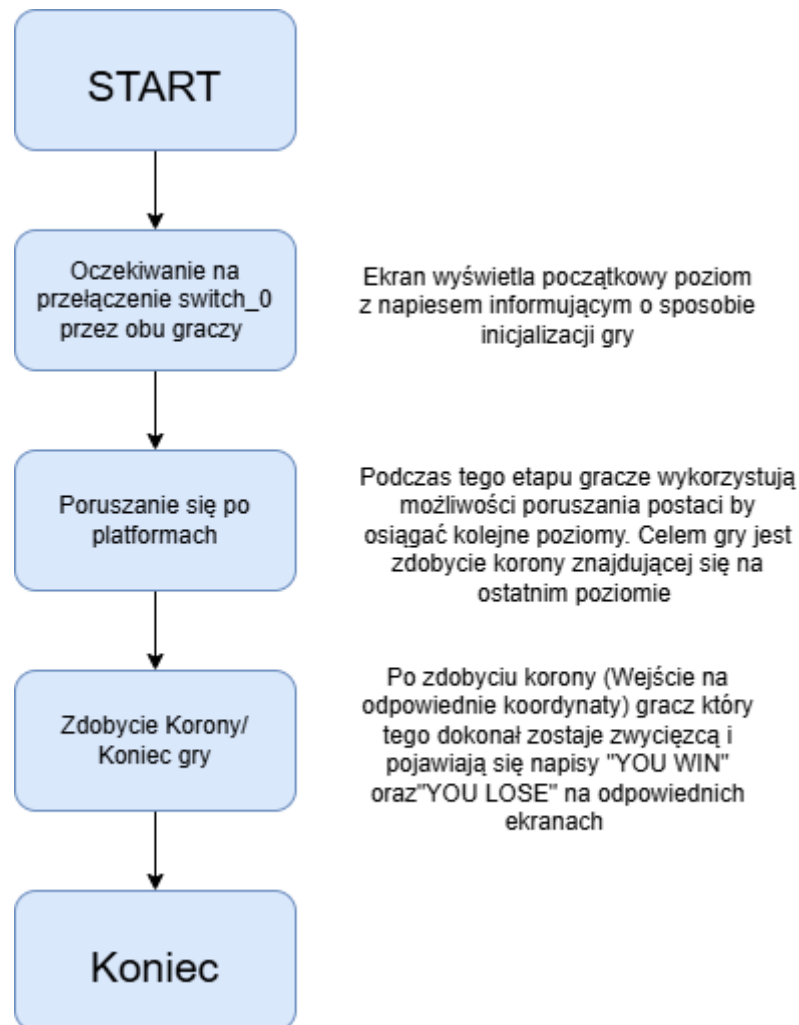 START
Oczekiwanie na
przełączenie switch_0
przez obu graczy
Ekran wyświetla początkowy poziom
z napiesem informującym o sposobie
inicjalizacji gry
Poruszanie się po
platformach
Podczas tego etapu gracze wykorzystują
możliwości poruszania postaci by
osiągać kolejne poziomy. Celem gry jest
zdobycie korony znajdującej się na
ostatnim poziomie
Zdobycie Korony/
Koniec gry
Po zdobyciu korony (Wejście na
odpowiednie koordynaty) gracz który
tego dokonał zostaje zwycięzcą i
pojawiają się napisy "YOU WIN"
oraz"YOU LOSE" na odpowiednich
ekranach
Koniec